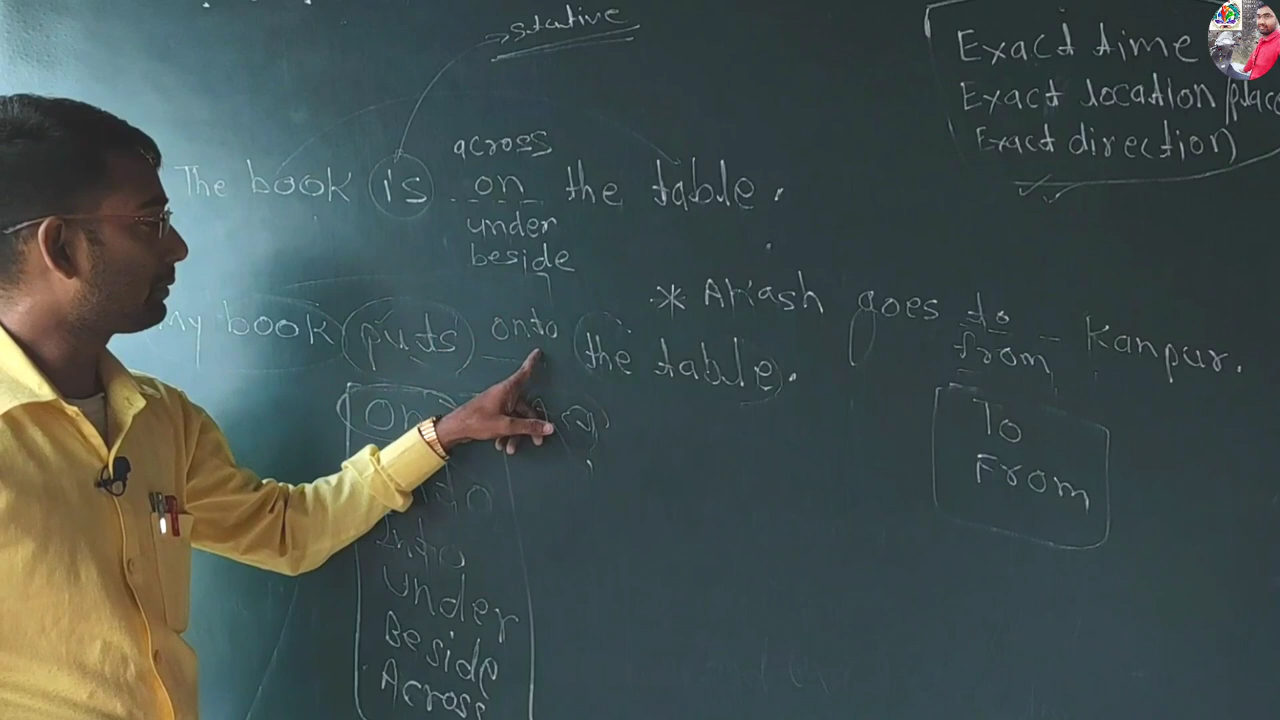 stative
Exact time
Exact location/place
Exact direction
across
The book is on the table.
under
beside
My book puts onto the table.
* Akash goes to Kanpur.
from
On
Into
Under
Beside
Across
To
From